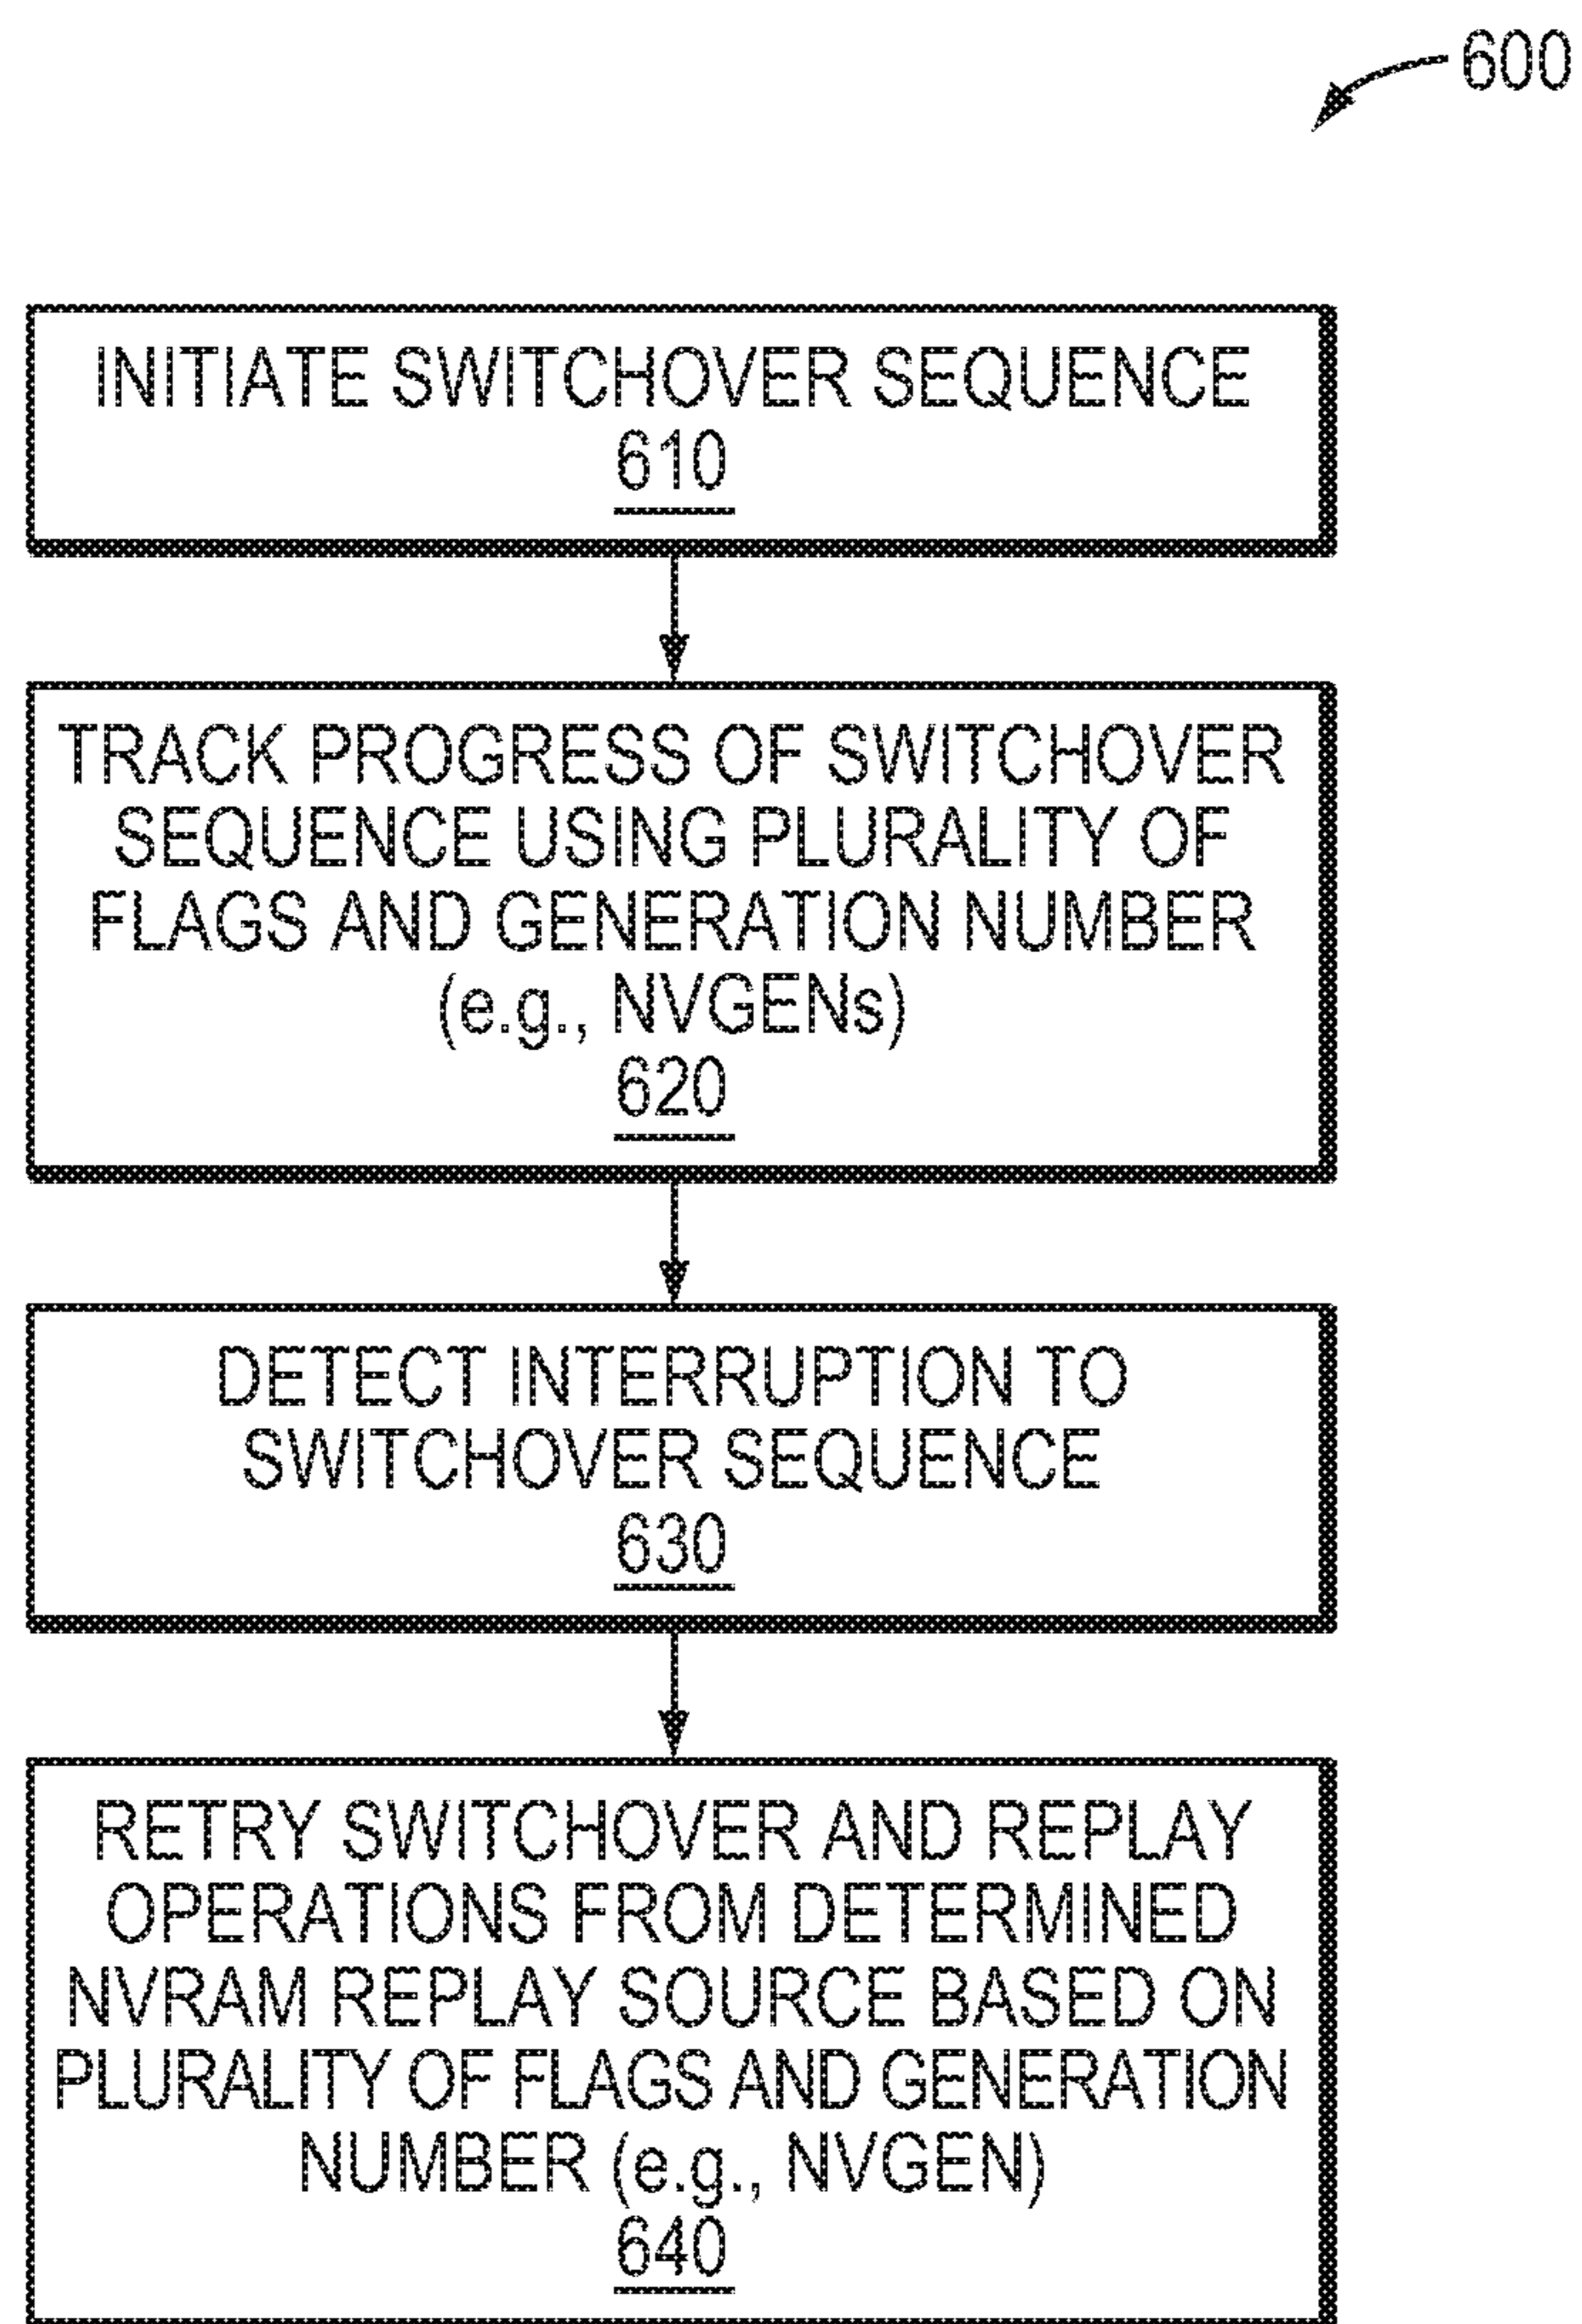 600
INITIATE SWITCHOVER SEQUENCE
610
TRACK PROGRESS OF SWITCHOVER
SEQUENCE USING PLURALITY OF
FLAGS AND GENERATION NUMBER
(e.g., NVGENs)
620
DETECT INTERRUPTION TO
SWITCHOVER SEQUENCE
630
RETRY SWITCHOVER AND REPLAY
OPERATIONS FROM DETERMINED
NVRAM REPLAY SOURCE BASED ON
PLURALITY OF FLAGS AND GENERATION
NUMBER (e.g., NVGEN)
640